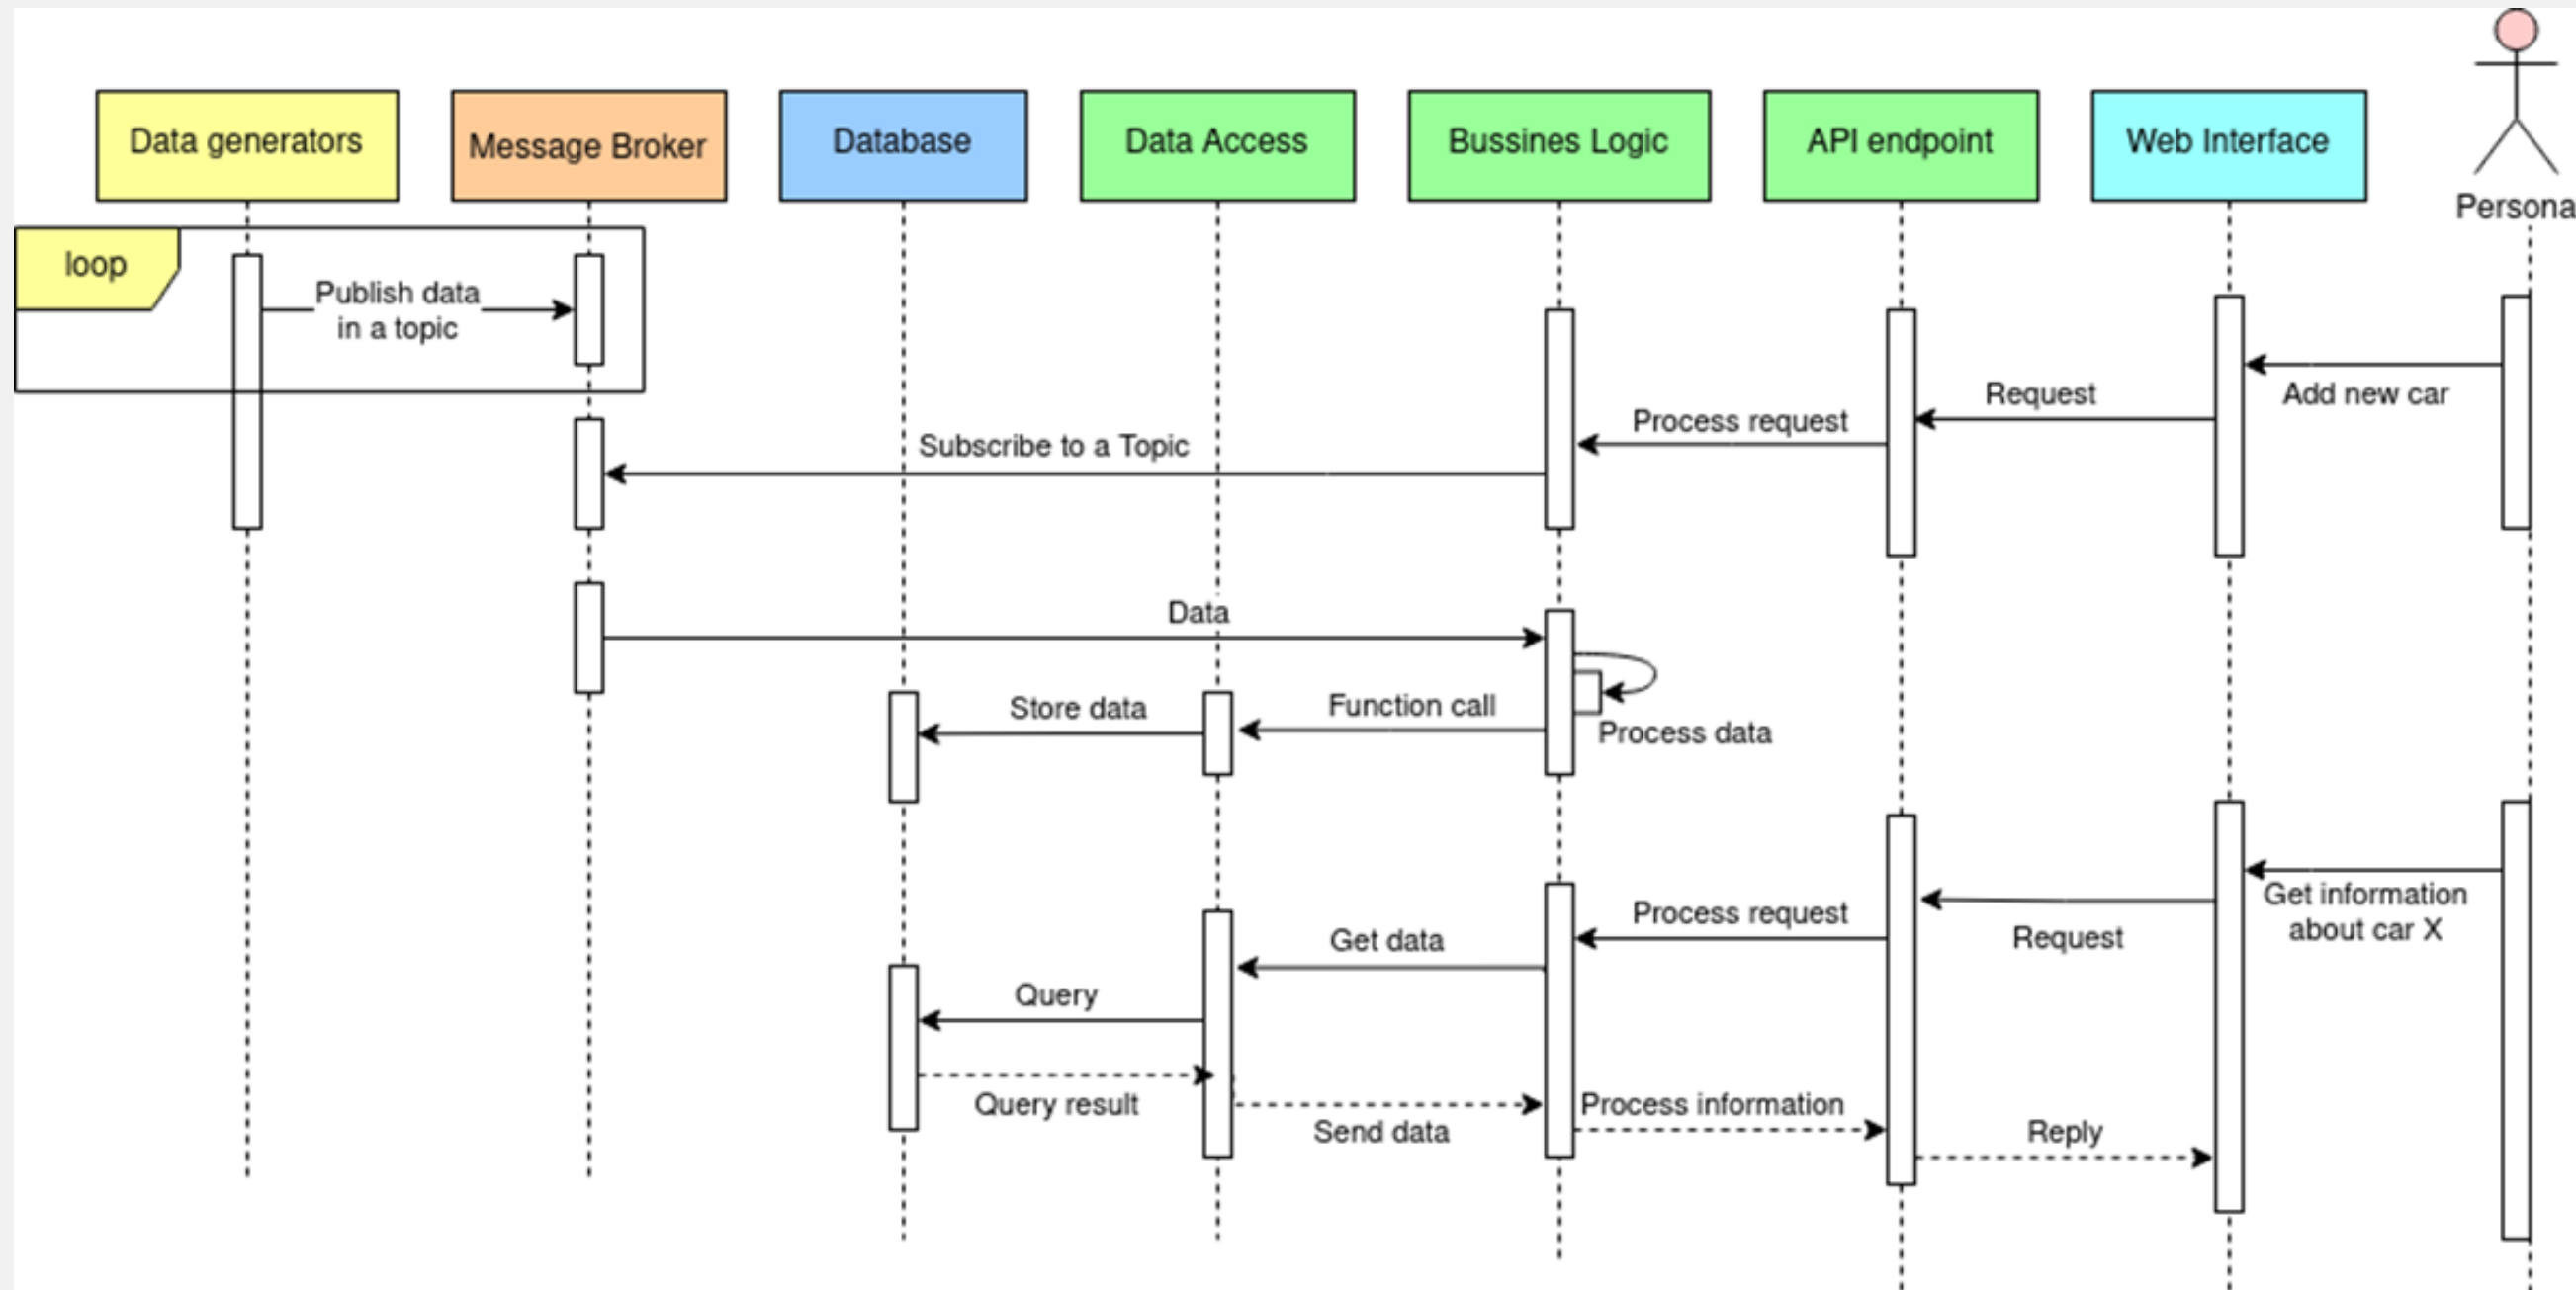 Data generators
Message Broker
Database
Data Access
Bussines Logic
API endpoint
Web Interface
Persona
loop
Publish data
in a topic
Add new car
Request
Process request
Subscribe to a Topic
Data
Process data
Function call
Store data
Get information
about car X
Request
Process request
Get data
Query
Query result
Send data
Process information
Reply